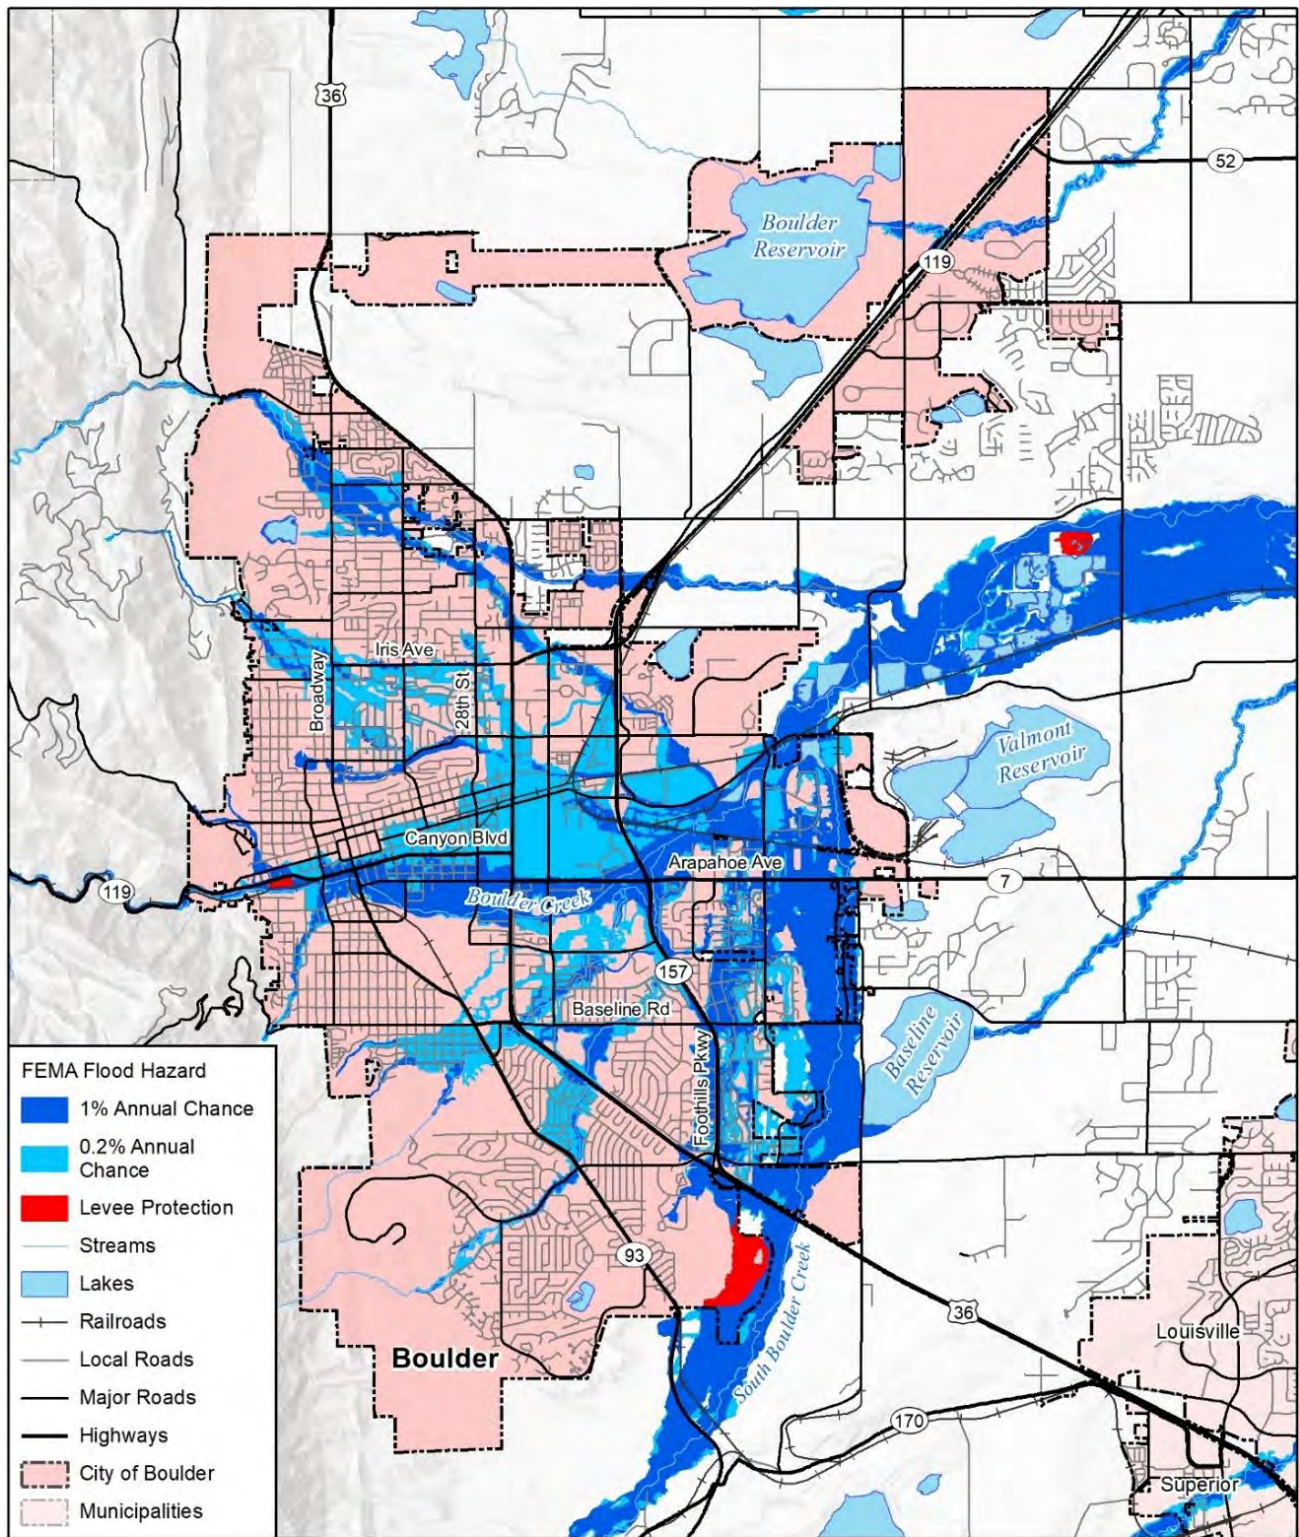 36
52
Boulder
Reservoir
119
Iris Ave
Broadway
28th St
Valmont
Reservoir
Canyon Blvd
Arapahoe Ave
119
7
Boulder Creek
157
Baseline Rd
Baseline
Reservoir
Foothills Pkwy
FEMA Flood Hazard
1% Annual Chance
0.2% Annual
Chance
Levee Protection
Streams
Lakes
Railroads
Local Roads
Major Roads
Highways
City of Boulder
Municipalities
93
South Boulder Creek
36
Louisville
Boulder
170
Superior